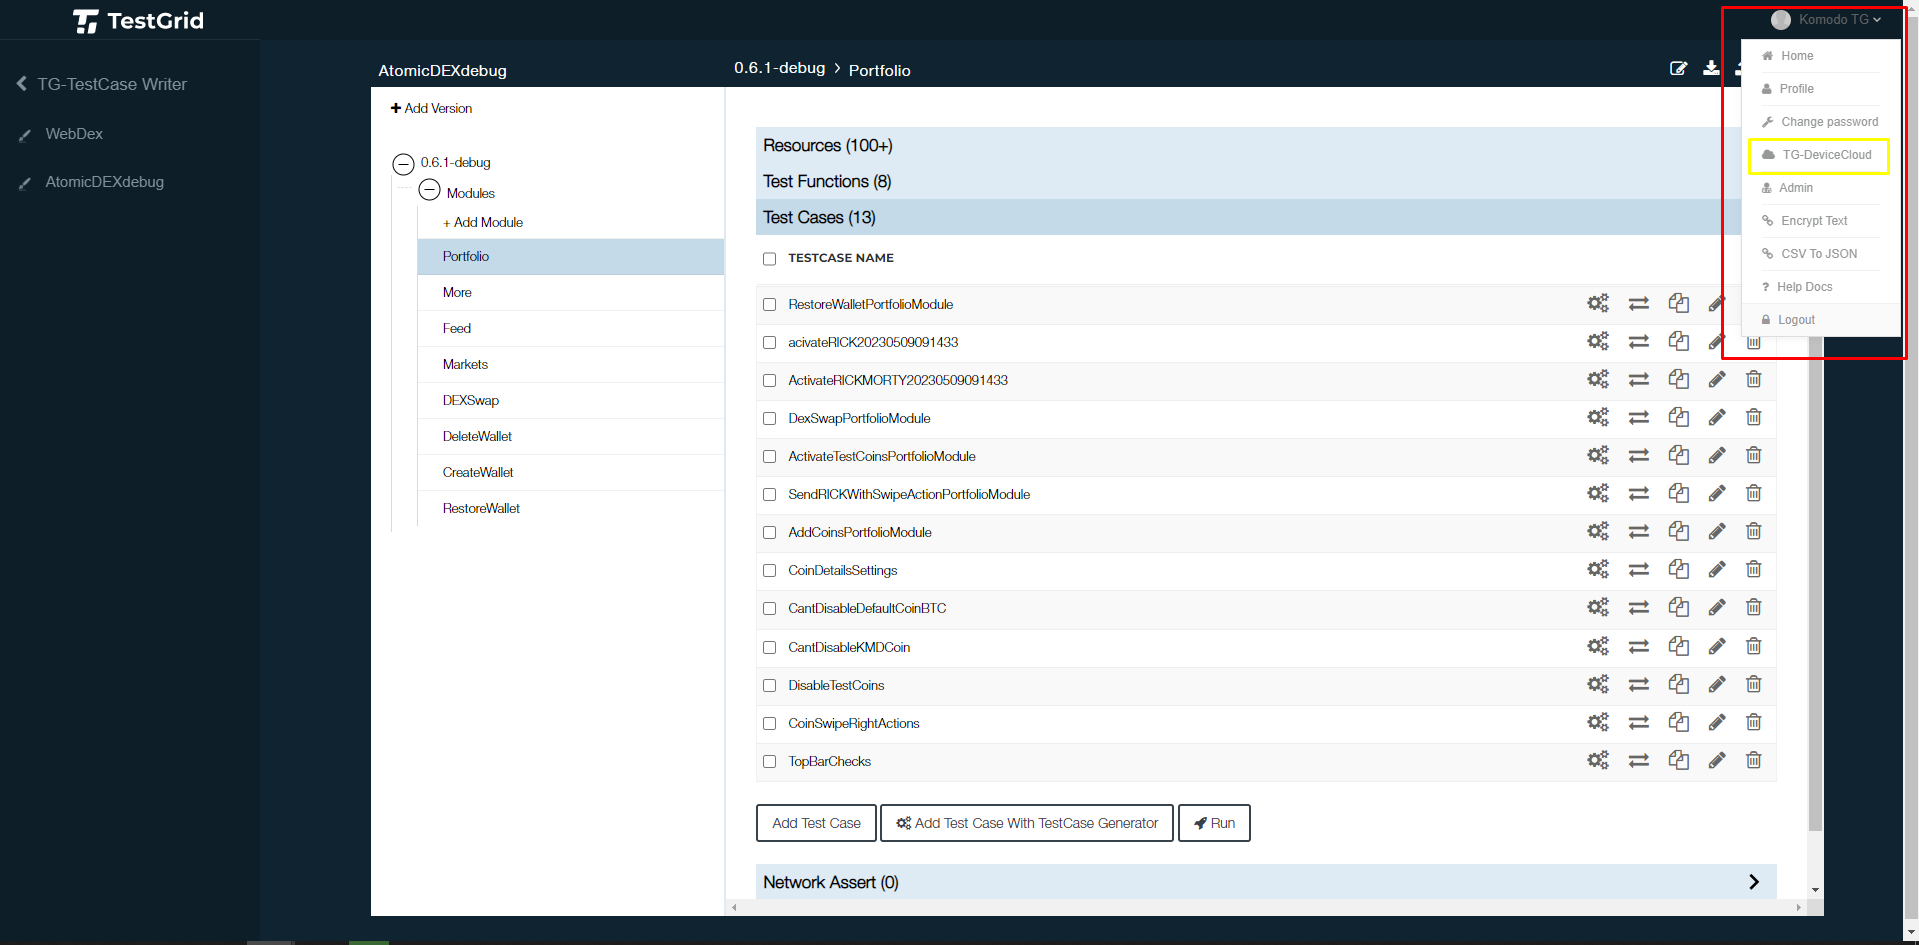 TestGrid
Komodo TG
TG-TestCase Writer
WebDex
AtomicDEXdebug
AtomicDEXdebug
0.6.1-debug > Portfolio
Home
Profile
Change password
TG-DeviceCloud
Admin
Encrypt Text
CSV To JSON
? Help Docs
Logout
+ Add Version
0.6.1-debug
Modules
+ Add Module
Portfolio
More
Feed
Markets
DEXSwap
DeleteWallet
CreateWallet
RestoreWallet
Resources (100+)
Test Functions (8)
Test Cases (13)
TESTCASE NAME
RestoreWalletPortfolioModule
acivateRICK20230509091433
ActivateRICKMORTY20230509091433
DexSwapPortfolioModule
ActivateTestCoinsPortfolioModule
SendRICKWithSwipeActionPortfolioModule
AddCoinsPortfolioModule
CoinDetailsSettings
CantDisableDefaultCoinBTC
CantDisableKMDCoin
DisableTestCoins
CoinSwipeRightActions
TopBarChecks
Add Test Case
Add Test Case With TestCase Generator
Run
Network Assert (0)